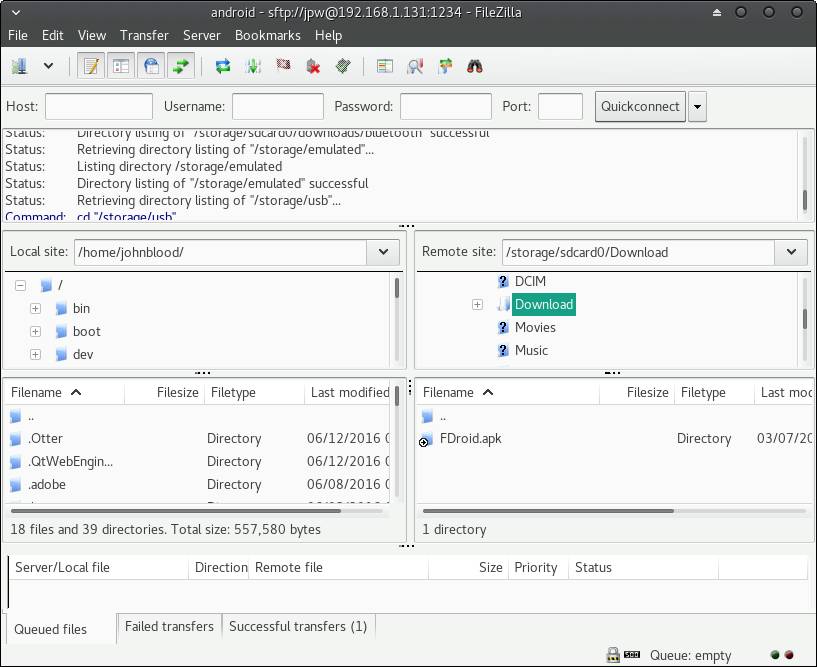 android - sftp://jpw@192.168.1.131:1234 - FileZilla
File Edit View Transfer Server Bookmarks Help
Host: Username: Password: Port: Quickconnect
Status: Directory listing of "/storage/sdcard0/downloads/bluetooth" successful
Status: Retrieving directory listing of "/storage/emulated"...
Status: Listing directory /storage/emulated
Status: Directory listing of "/storage/emulated" successful
Status: Retrieving directory listing of "/storage/usb"...
Command: cd "/storage/usb"
Local site: /home/johnblood/
/
bin
boot
dev
Remote site: /storage/sdcard0/Download
DCIM
Download
Movies
Music
Filename Filesize Filetype Last modified
..
.Otter Directory 06/12/2016 0
.QtWebEngin... Directory 06/12/2016 0
.adobe Directory 06/08/2016 0
18 files and 39 directories. Total size: 557,580 bytes
Filename Filesize Filetype Last moc
..
FDroid.apk Directory 03/07/20
1 directory
Server/Local file Direction Remote file Size Priority Status
Queued files Failed transfers Successful transfers (1)
Queue: empty